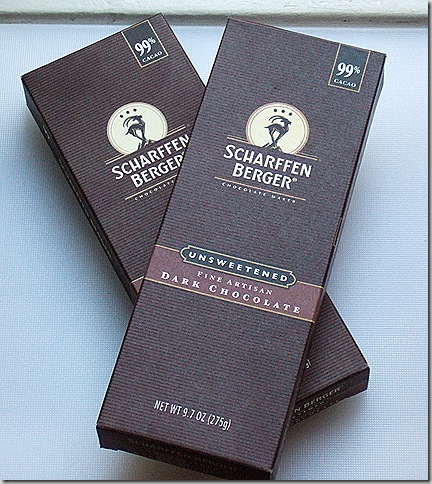 99%
CACAO
SCHARFFEN
BERGER
CHOCOLATE MAKER
99%
CACAO
SCHARFFEN
BERGER®
CHOCOLATE MAKER
UNSWEETENED
FINE ARTISAN
DARK CHOCOLATE
NET WT 9.7 OZ (275g)